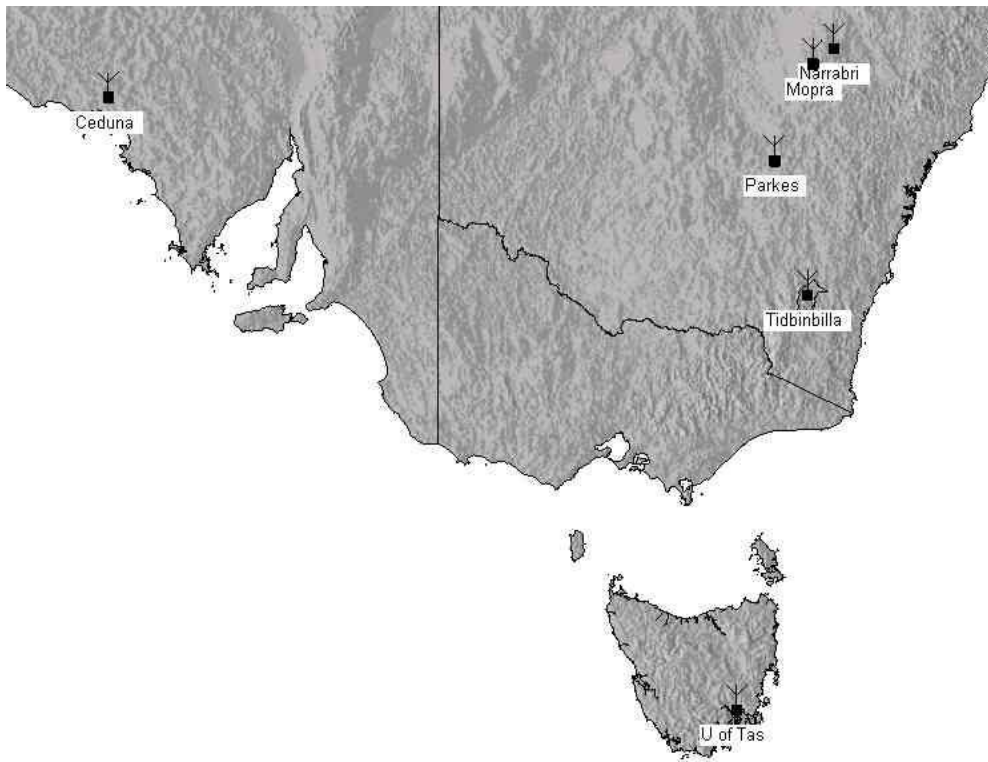 Narrabri
Mopra
Ceduna
Parkes
Tidbinbilla
U of Tas